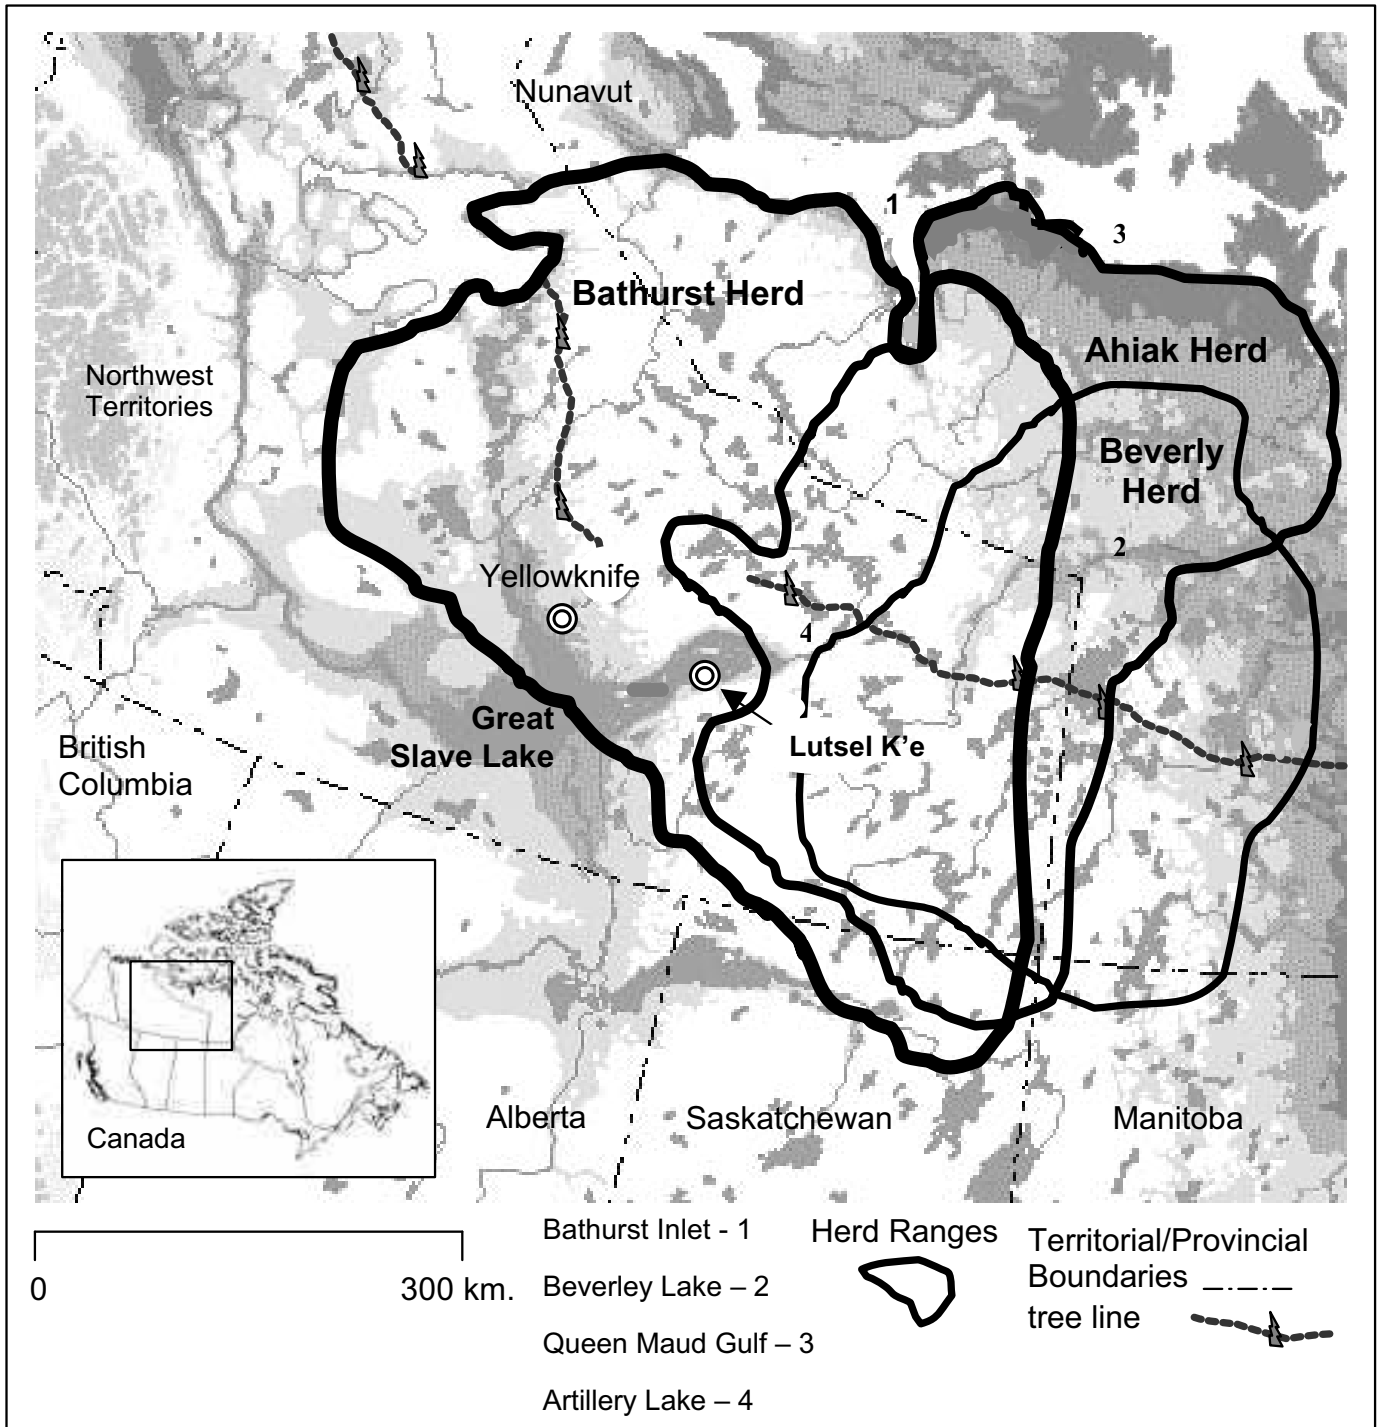 Nunavut
1
3
Bathurst Herd
Ahiak Herd
Northwest
Territories
Beverly
Herd
2
Yellowknife
4
Great
Slave Lake
Lutsel K'e
British
Columbia
Canada
Alberta
Saskatchewan
Manitoba
0
300 km.
Bathurst Inlet - 1
Beverley Lake – 2
Queen Maud Gulf – 3
Artillery Lake – 4
Herd Ranges
Territorial/Provincial
Boundaries
tree line